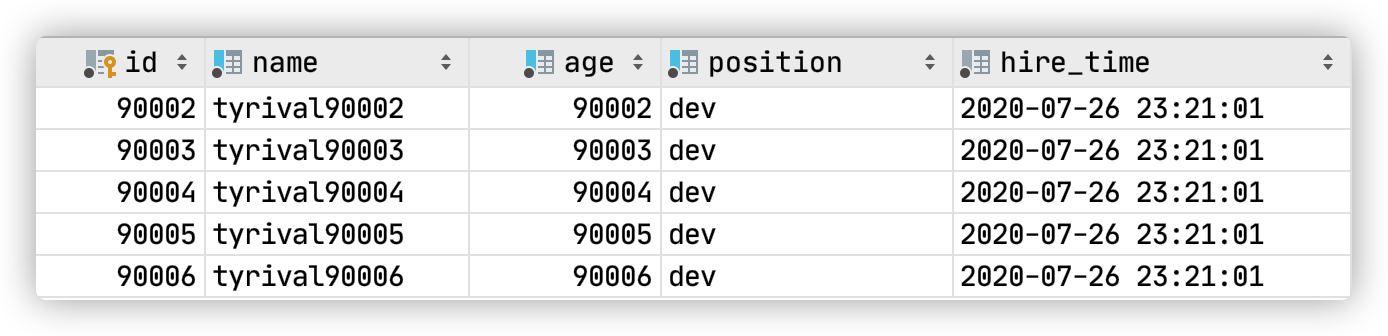 id name age position hire_time
90002 tyrival90002 90002 dev 2020-07-26 23:21:01
90003 tyrival90003 90003 dev 2020-07-26 23:21:01
90004 tyrival90004 90004 dev 2020-07-26 23:21:01
90005 tyrival90005 90005 dev 2020-07-26 23:21:01
90006 tyrival90006 90006 dev 2020-07-26 23:21:01